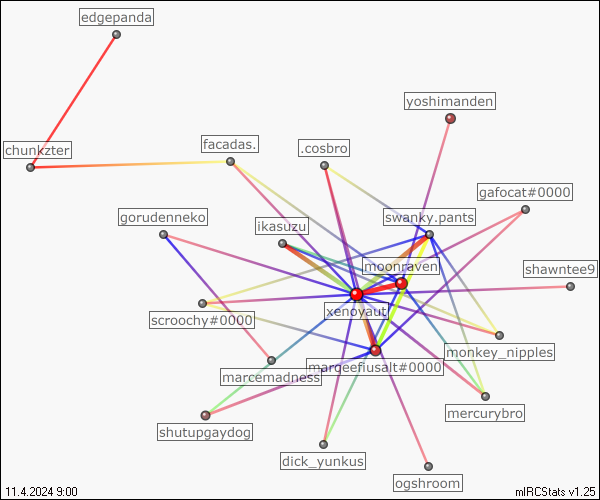 edgepanda
yoshimanden
chunkzter
facadas.
.cosbro
gafocat#0000
gorudenneko
ikasuzu
swanky.pants
moonraven
shawntee9
xenoyaut
scroochy#0000
monkey_nipples
marcemadness
marqeefiusalt#0000
mercurybro
shutupgaydog
dick_yunkus
ogshroom
11.4.2024 9:00
mIRCStats v1.25